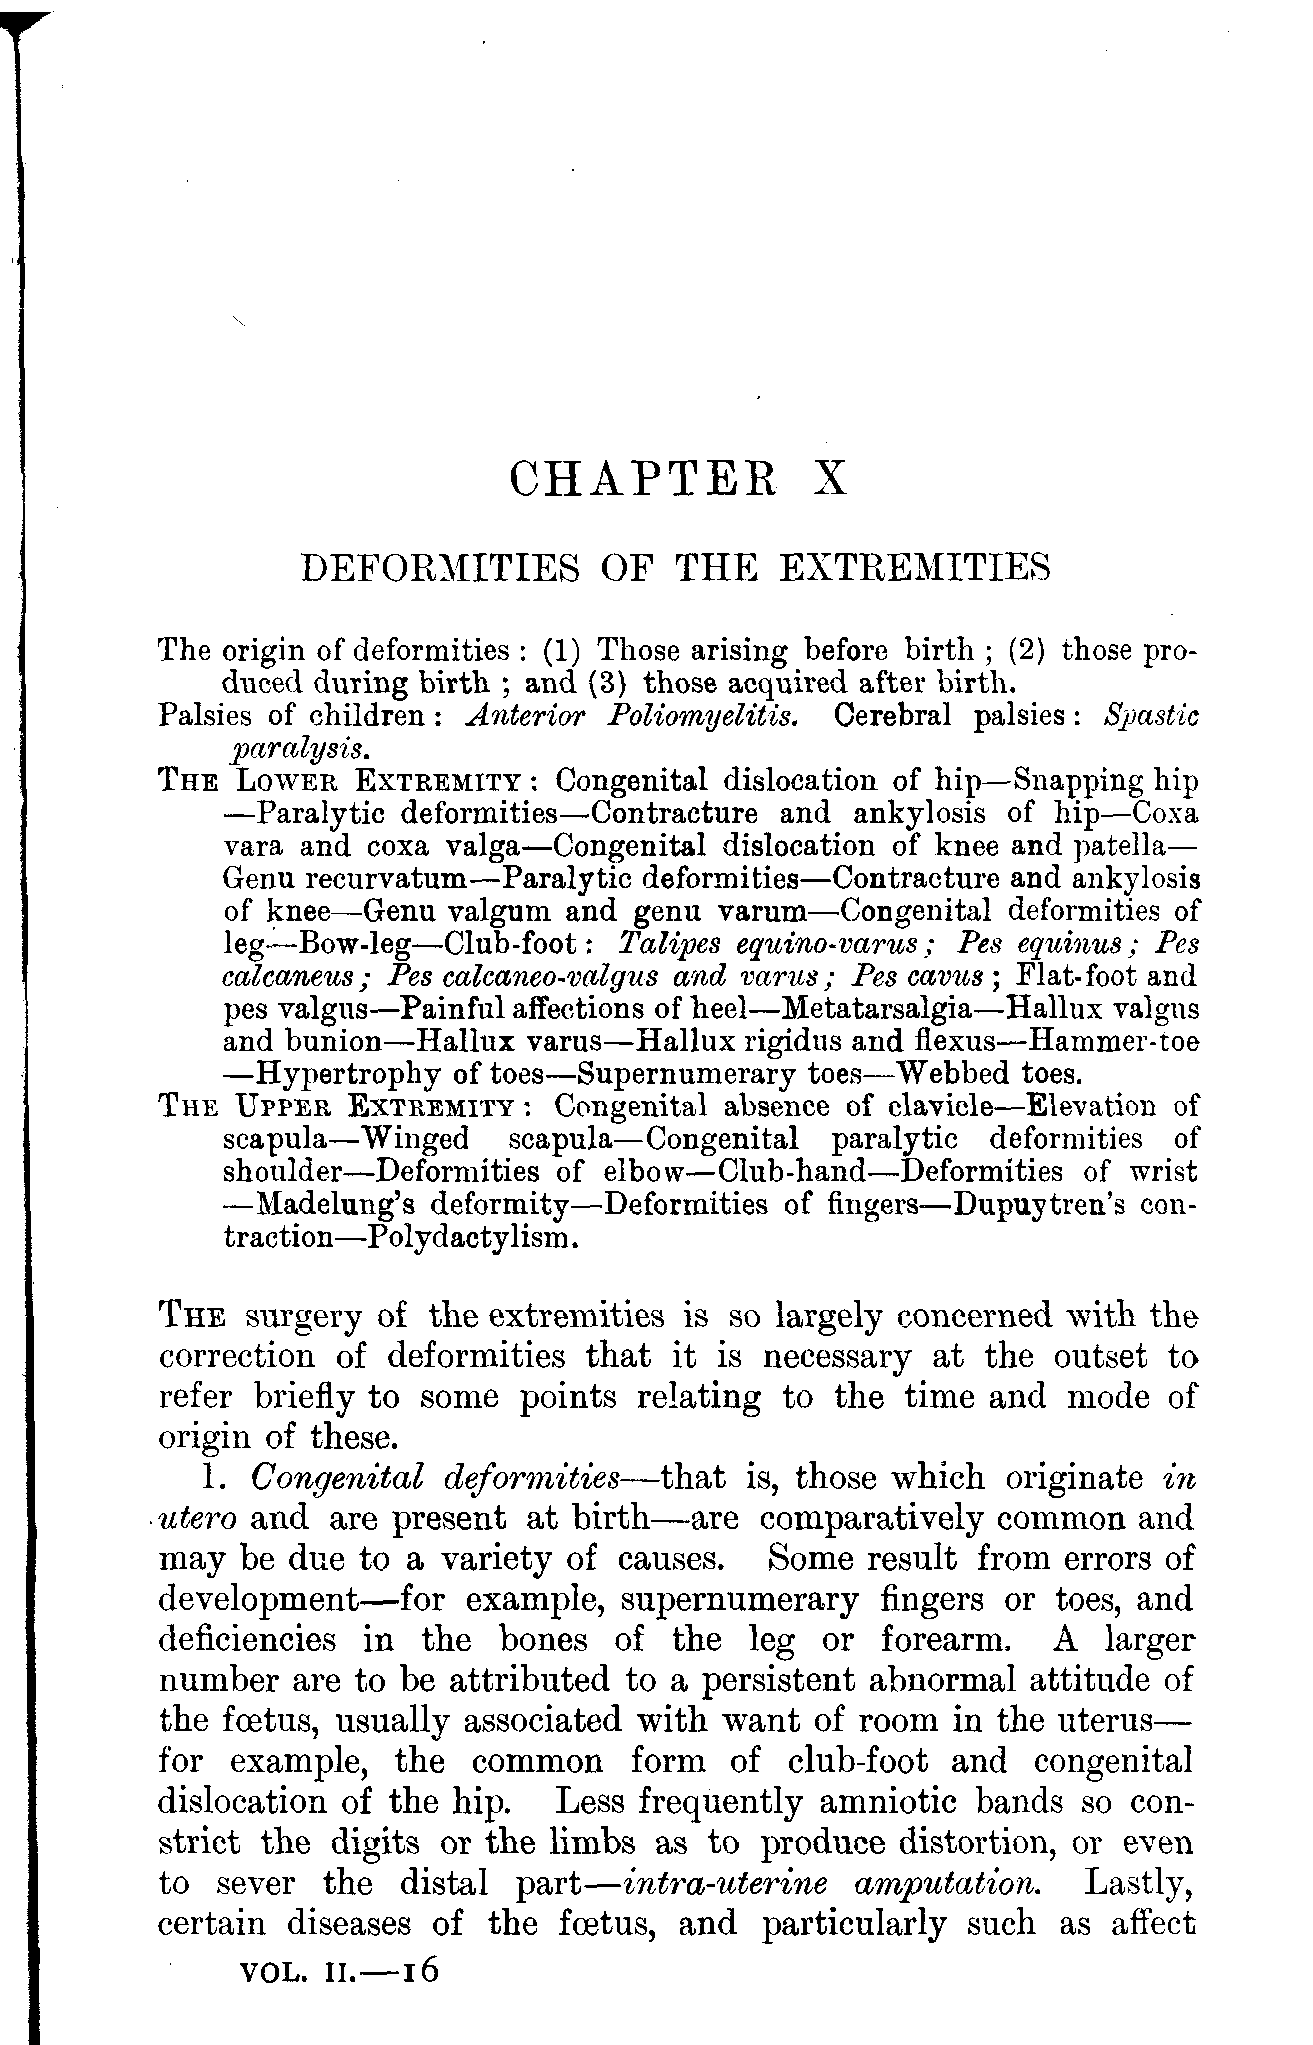 CHAPTER X
DEFORMITIES OF THE EXTREMITIES
The origin of deformities : (1) Those arising before birth ; (2) those pro-
duced during birth ; and (3) those acquired after birth.
Palsies of children : Anterior Poliomyelitis. Cerebral palsies : Spastic
paralysis.
THE LOWER EXTREMITY : Congenital dislocation of hip—Snapping hip
—Paralytic deformities—Contracture and ankylosis of hip—Coxa
vara and coxa valga—Congenital dislocation of knee and patella—
Genu recurvatum—Paralytic deformities—Contracture and ankylosis
of knee—Genu valgum and genu varum—Congenital deformities of
leg—Bow-leg—Club-foot : Talipes equino-varus ; Pes equinus ; Pes
calcaneus ; Pes calcaneo-valgus and varus ; Pes cavus ; Flat-foot and
pes valgus—Painful affections of heel—Metatarsalgia—Hallux valgus
and bunion—Hallux varus—Hallux rigidus and flexus—Hammer-toe
—Hypertrophy of toes—Supernumerary toes—Webbed toes.
THE UPPER EXTREMITY : Congenital absence of clavicle—Elevation of
scapula—Winged scapula—Congenital paralytic deformities of
shoulder—Deformities of elbow—Club-hand—Deformities of wrist
—Madelung's deformity—Deformities of fingers—Dupuytren's con-
traction—Polydactylism.
THE surgery of the extremities is so largely concerned with the
correction of deformities that it is necessary at the outset to
refer briefly to some points relating to the time and mode of
origin of these.
1. Congenital deformities—that is, those which originate in
utero and are present at birth—are comparatively common and
may be due to a variety of causes. Some result from errors of
development—for example, supernumerary fingers or toes, and
deficiencies in the bones of the leg or forearm. A larger
number are to be attributed to a persistent abnormal attitude of
the fœtus, usually associated with want of room in the uterus—
for example, the common form of club-foot and congenital
dislocation of the hip. Less frequently amniotic bands so con-
strict the digits or the limbs as to produce distortion, or even
to sever the distal part—intra-uterine amputation. Lastly,
certain diseases of the fœtus, and particularly such as affect
VOL. II.—16